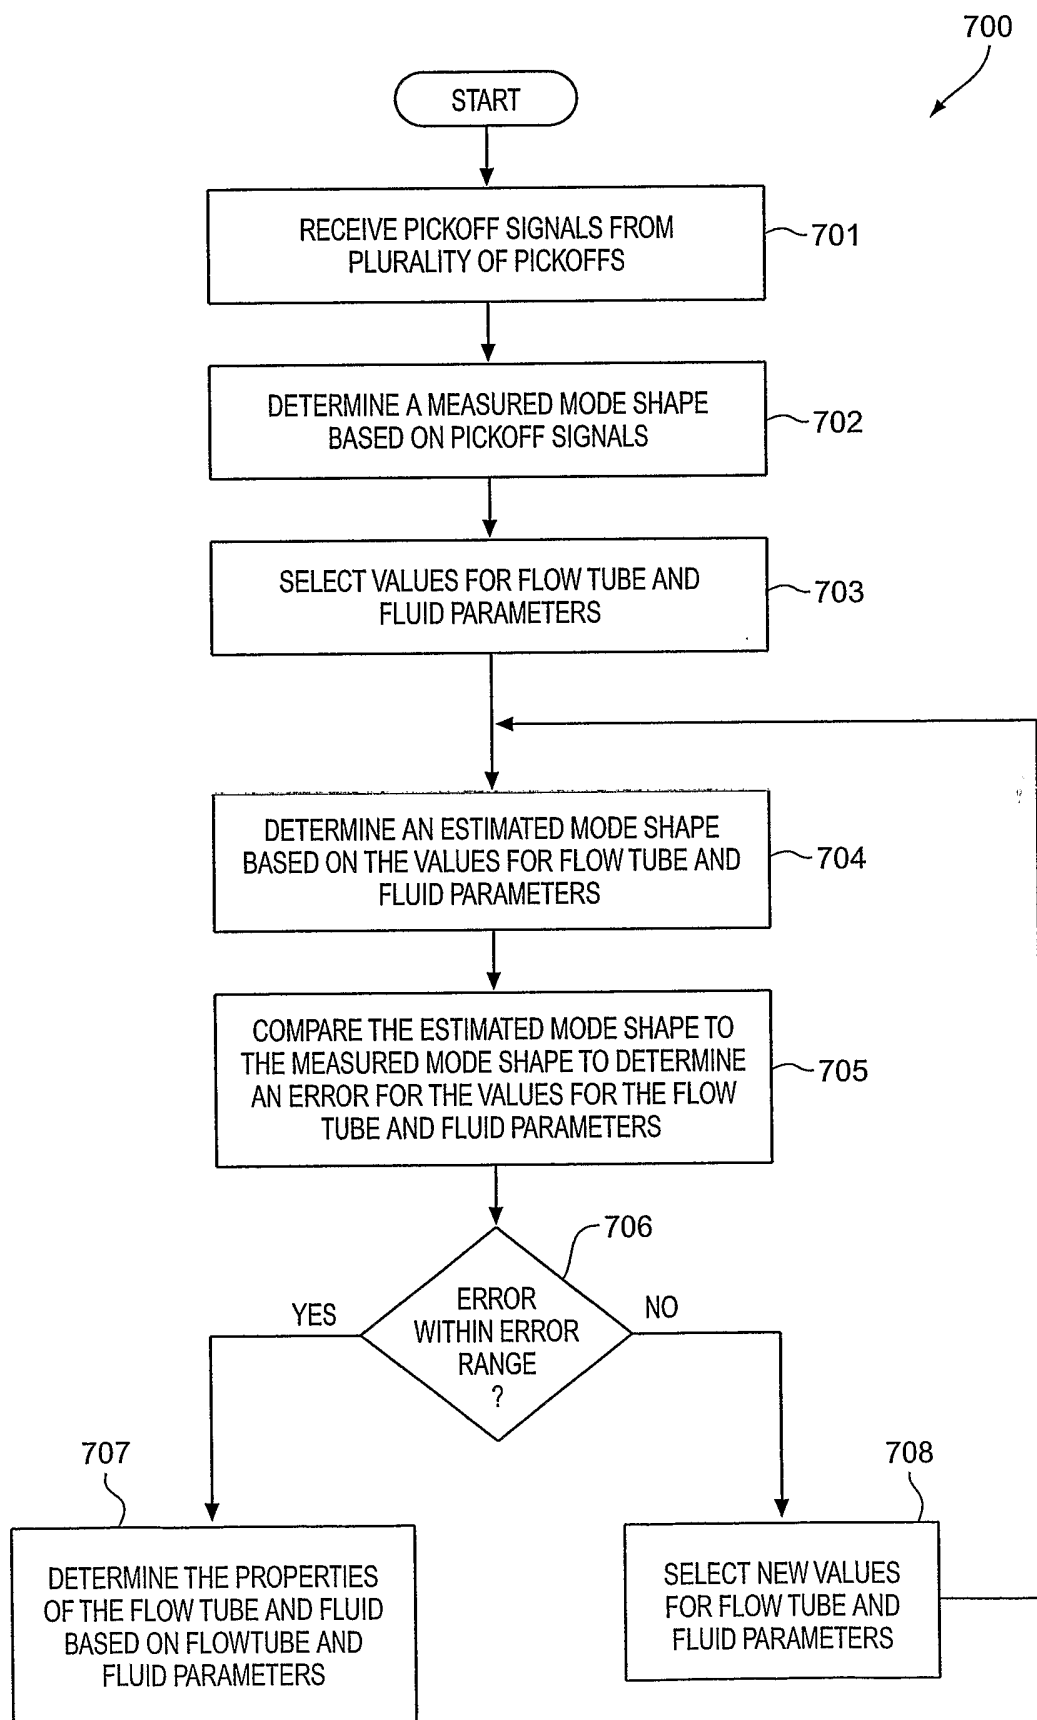 700
START
RECEIVE PICKOFF SIGNALS FROM
PLURALITY OF PICKOFFS
701
DETERMINE A MEASURED MODE SHAPE
BASED ON PICKOFF SIGNALS
702
SELECT VALUES FOR FLOW TUBE AND
FLUID PARAMETERS
703
DETERMINE AN ESTIMATED MODE SHAPE
BASED ON THE VALUES FOR FLOW TUBE AND
FLUID PARAMETERS
704
COMPARE THE ESTIMATED MODE SHAPE TO
THE MEASURED MODE SHAPE TO DETERMINE
AN ERROR FOR THE VALUES FOR THE FLOW
TUBE AND FLUID PARAMETERS
705
706
YES
ERROR
WITHIN ERROR
RANGE
?
NO
707
DETERMINE THE PROPERTIES
OF THE FLOW TUBE AND FLUID
BASED ON FLOWTUBE AND
FLUID PARAMETERS
708
SELECT NEW VALUES
FOR FLOW TUBE AND
FLUID PARAMETERS